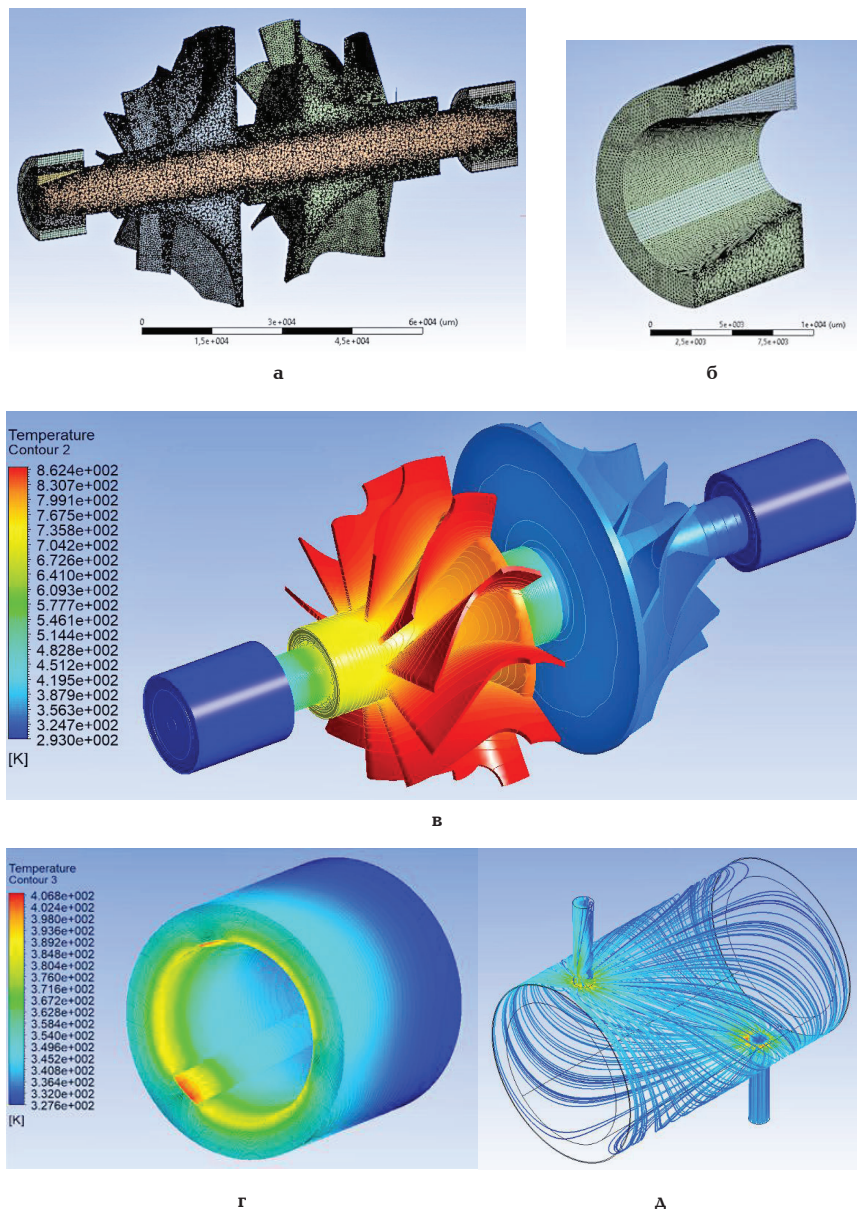 0 3e+004 6e+004 (um)
1,5e+004 4,5e+004
а
0 5e+003 1e+004
2,5e+003 7,5e+003
б
Temperature
Contour 2
8.624e+002
8.307e+002
7.991e+002
7.675e+002
7.358e+002
7.042e+002
6.726e+002
6.410e+002
6.093e+002
5.777e+002
5.461e+002
5.144e+002
4.828e+002
4.512e+002
4.195e+002
3.879e+002
3.563e+002
3.247e+002
2.930e+002
[K]
в
Temperature
Contour 3
4.068e+002
4.024e+002
3.980e+002
3.936e+002
3.892e+002
3.848e+002
3.804e+002
3.760e+002
3.716e+002
3.672e+002
3.628e+002
3.584e+002
3.540e+002
3.496e+002
3.452e+002
3.408e+002
3.364e+002
3.320e+002
3.276e+002
[K]
г
д